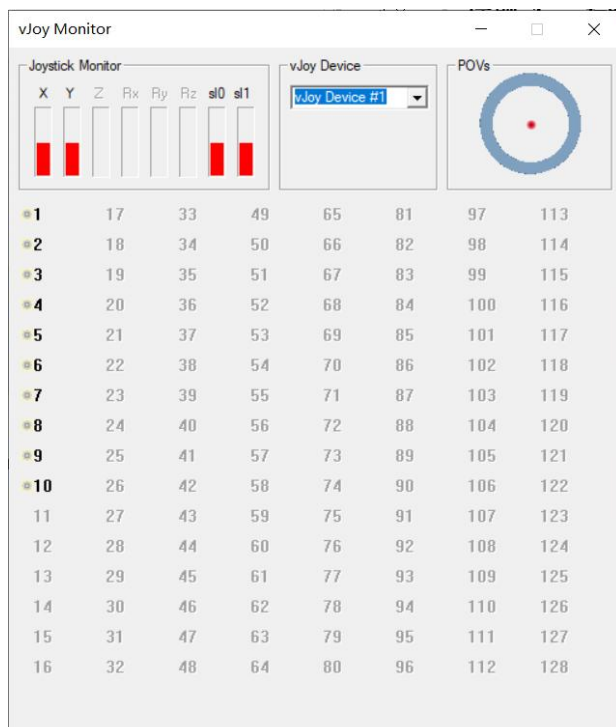 vJoy Monitor
Joystick Monitor
vJoy Device
POVs
X Y Z Rx Ry Rz sl0 sl1
vJoy Device #1
1 17 33 49 65 81 97 113
2 18 34 50 66 82 98 114
3 19 35 51 67 83 99 115
4 20 36 52 68 84 100 116
5 21 37 53 69 85 101 117
6 22 38 54 70 86 102 118
7 23 39 55 71 87 103 119
8 24 40 56 72 88 104 120
9 25 41 57 73 89 105 121
10 26 42 58 74 90 106 122
11 27 43 59 75 91 107 123
12 28 44 60 76 92 108 124
13 29 45 61 77 93 109 125
14 30 46 62 78 94 110 126
15 31 47 63 79 95 111 127
16 32 48 64 80 96 112 128